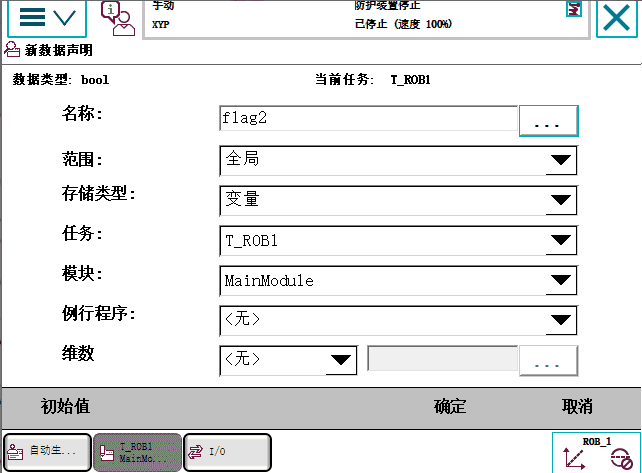 手动 防护装置停止
XYP 已停止 (速度 100%)
新数据声明
数据类型: bool 当前任务: T_ROB1
名称: flag2 ...
范围: 全局
存储类型: 变量
任务: T_ROB1
模块: MainModule
例行程序: <无>
维数 <无> ...
初始值 确定 取消
自动生... T_ROB1 I/O ROB_1
MainMo...